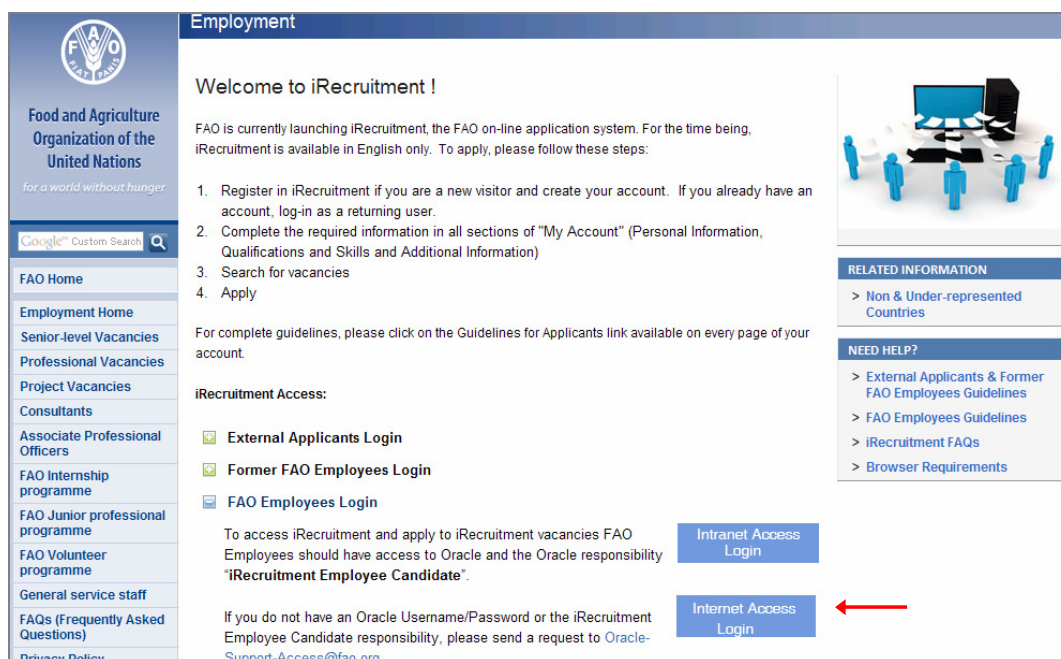 Employment
FAO
FIAT PANIS
Food and Agriculture
Organization of the
United Nations
for a world without hunger
Google™ Custom Search
FAO Home
Employment Home
Senior-level Vacancies
Professional Vacancies
Project Vacancies
Consultants
Associate Professional
Officers
FAO Internship
programme
FAO Junior professional
programme
FAO Volunteer
programme
General service staff
FAQs (Frequently Asked
Questions)
Privacy Policy
Welcome to iRecruitment !
FAO is currently launching iRecruitment, the FAO on-line application system. For the time being,
iRecruitment is available in English only. To apply, please follow these steps:
1. Register in iRecruitment if you are a new visitor and create your account. If you already have an
account, log-in as a returning user.
2. Complete the required information in all sections of "My Account" (Personal Information,
Qualifications and Skills and Additional Information)
3. Search for vacancies
4. Apply
For complete guidelines, please click on the Guidelines for Applicants link available on every page of your
account.
iRecruitment Access:
External Applicants Login
Former FAO Employees Login
FAO Employees Login
To access iRecruitment and apply to iRecruitment vacancies FAO
Employees should have access to Oracle and the Oracle responsibility
"iRecruitment Employee Candidate".
Intranet Access
Login
If you do not have an Oracle Username/Password or the iRecruitment
Employee Candidate responsibility, please send a request to Oracle-
Support-Access@fao.org
Internet Access
Login
RELATED INFORMATION
> Non & Under-represented
Countries
NEED HELP?
> External Applicants & Former
FAO Employees Guidelines
> FAO Employees Guidelines
> iRecruitment FAQs
> Browser Requirements